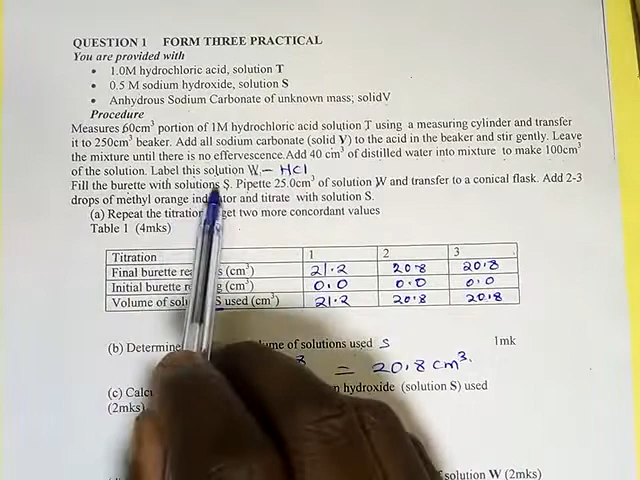 QUESTION 1 FORM THREE PRACTICAL
You are provided with
• 1.0M hydrochloric acid, solution T
• 0.5 M sodium hydroxide, solution S
• Anhydrous Sodium Carbonate of unknown mass; solidV
Procedure
Measures 60cm³ portion of 1M hydrochloric acid solution T using a measuring cylinder and transfer
it to 250cm³ beaker. Add all sodium carbonate (solid V) to the acid in the beaker and stir gently. Leave
the mixture until there is no effervescence.Add 40 cm³ of distilled water into mixture to make 100cm³
of the solution. Label this solution W. – HCl
Fill the burette with solutions S. Pipette 25.0cm³ of solution W and transfer to a conical flask. Add 2-3
drops of methyl orange and titrate with solution S.
(a) Repeat the get two more concordant values
Table 1 (4mks)
Titration 1 2 3
Final burette (cm³) 21.2 20.8 20.8
Initial burette (cm³) 0.0 0.0 0.0
Volume of S used (cm³) 21.2 20.8 20.8
(b) Determine of solutions used S 1mk
= 20.8 cm³.
(c) hydroxide (solution S) used
(2mks)
solution W (2mks)